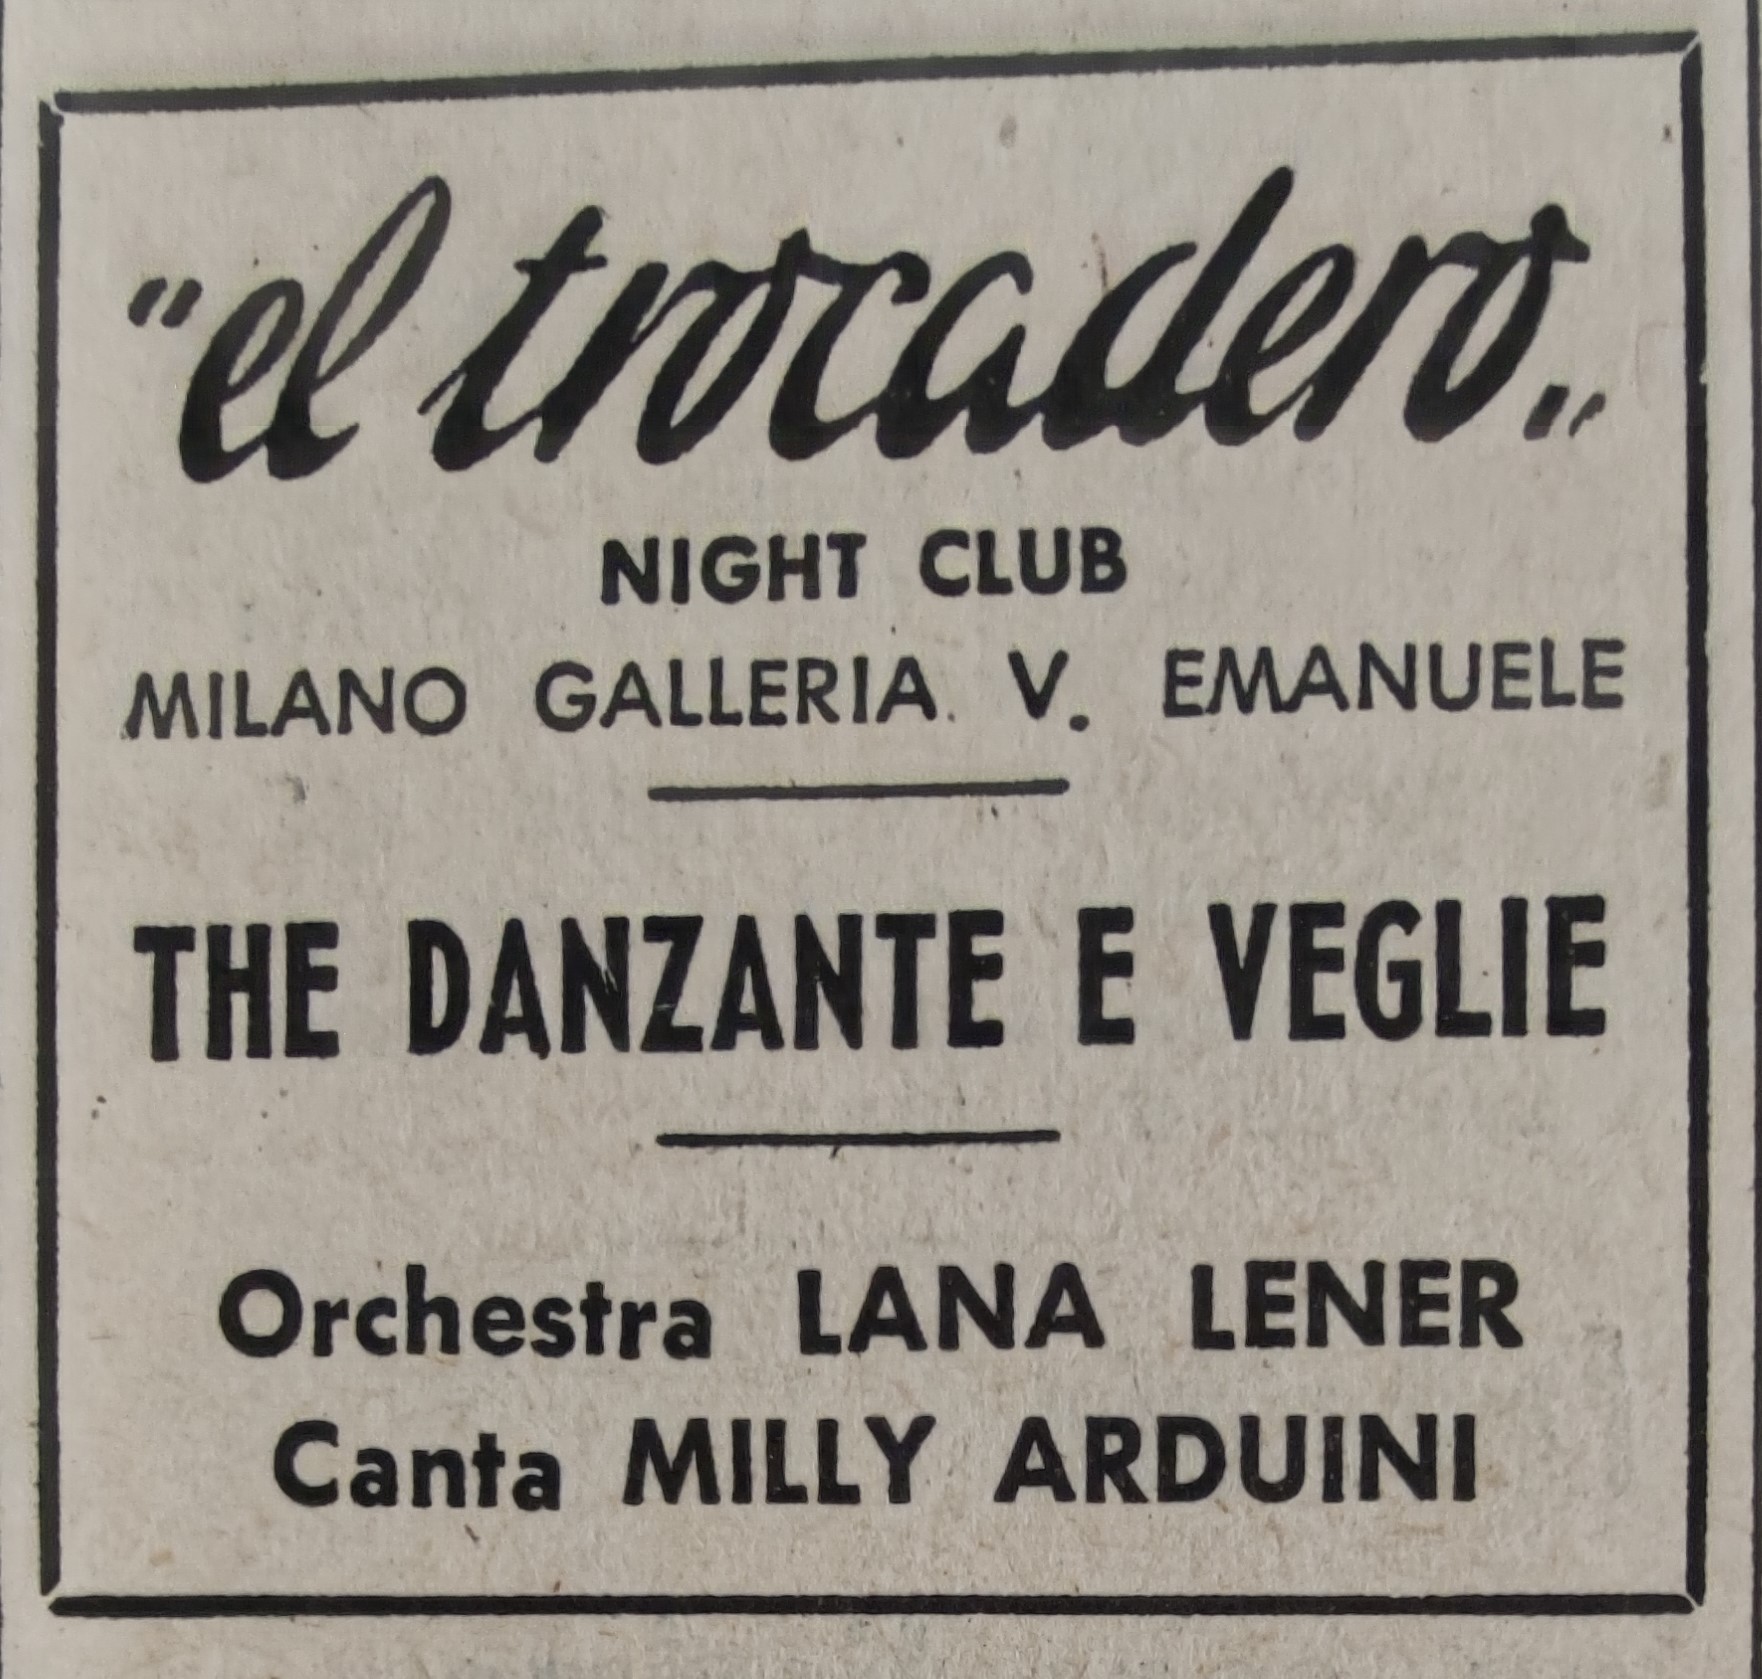 "el trocadero„
NIGHT CLUB
MILANO GALLERIA V. EMANUELE
THE DANZANTE E VEGLIE
Orchestra LANA LENER
Canta MILLY ARDUINI